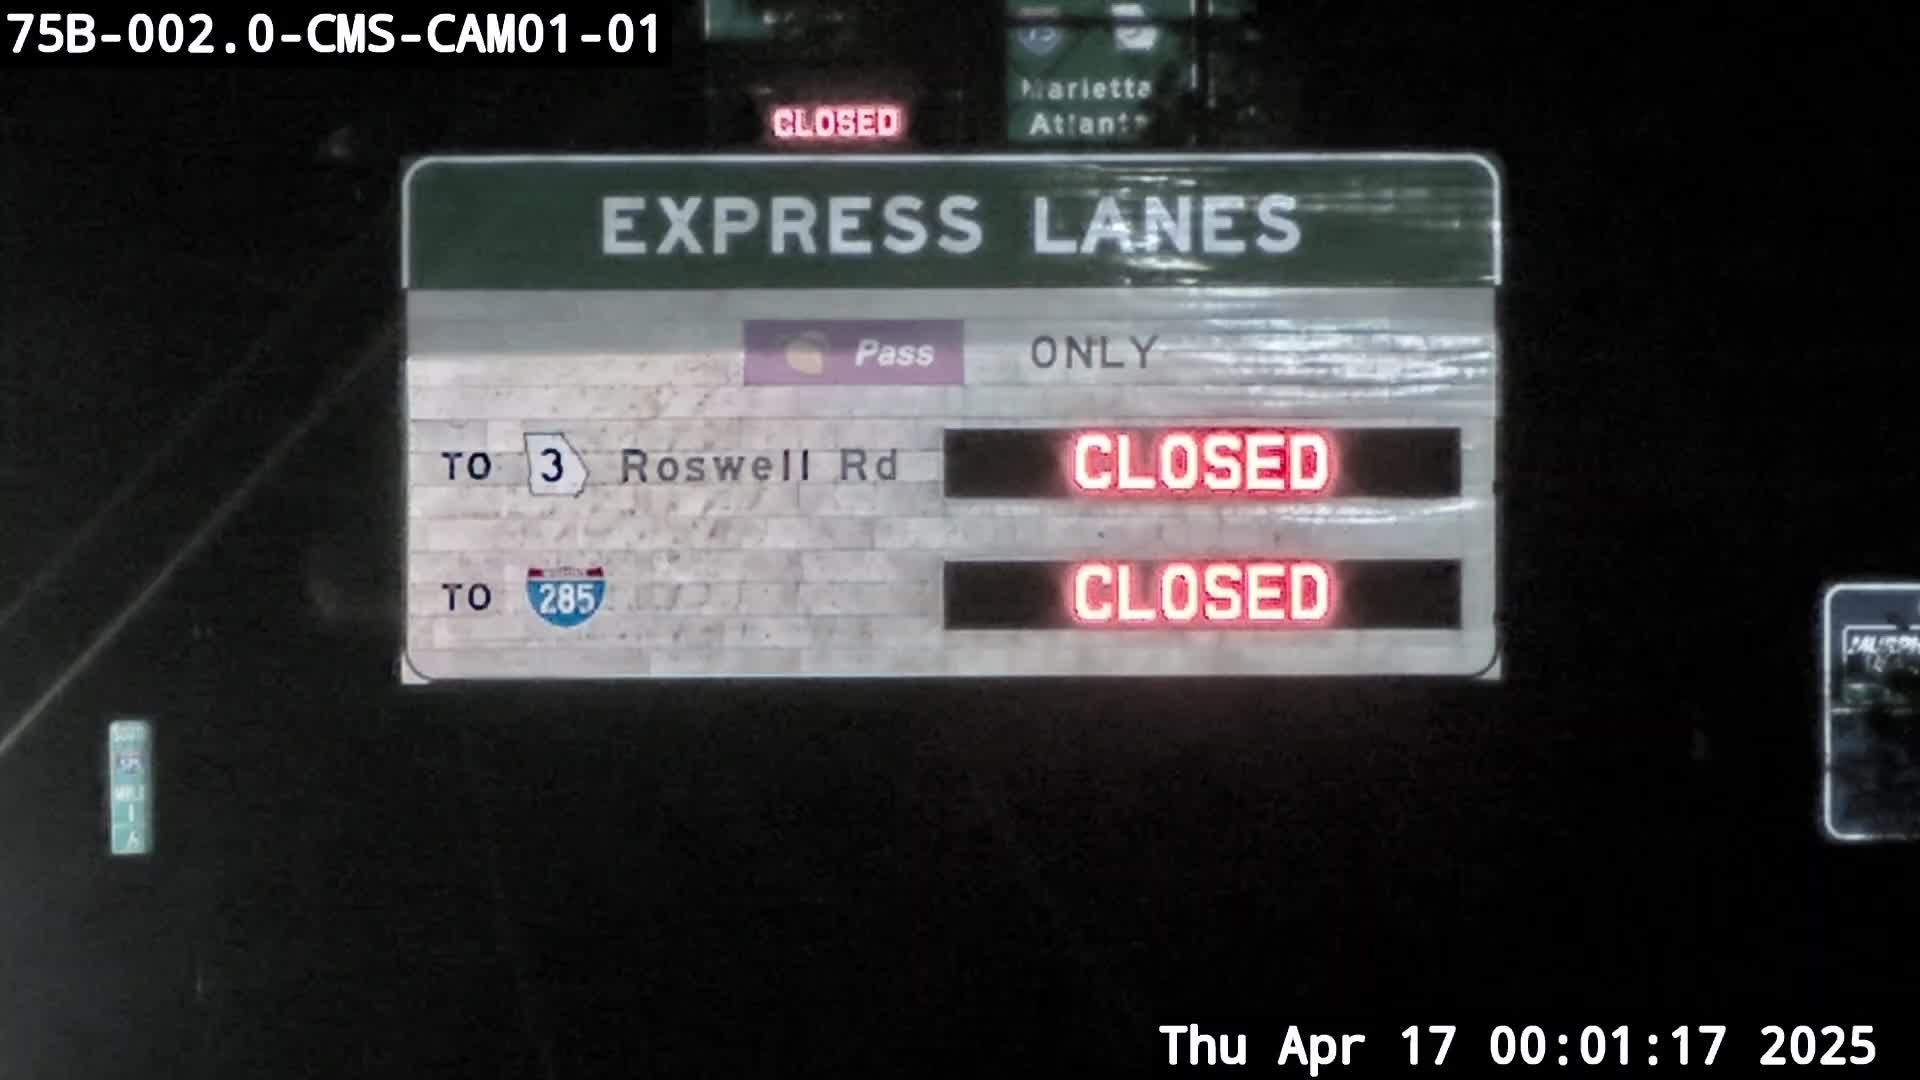 75B-002.0-CMS-CAM01-01
Marietta
Atlanta
CLOSED
EXPRESS LANES
Pass ONLY
TO 3 Roswell Rd CLOSED
TO 285 CLOSED
Thu Apr 17 00:01:17 2025